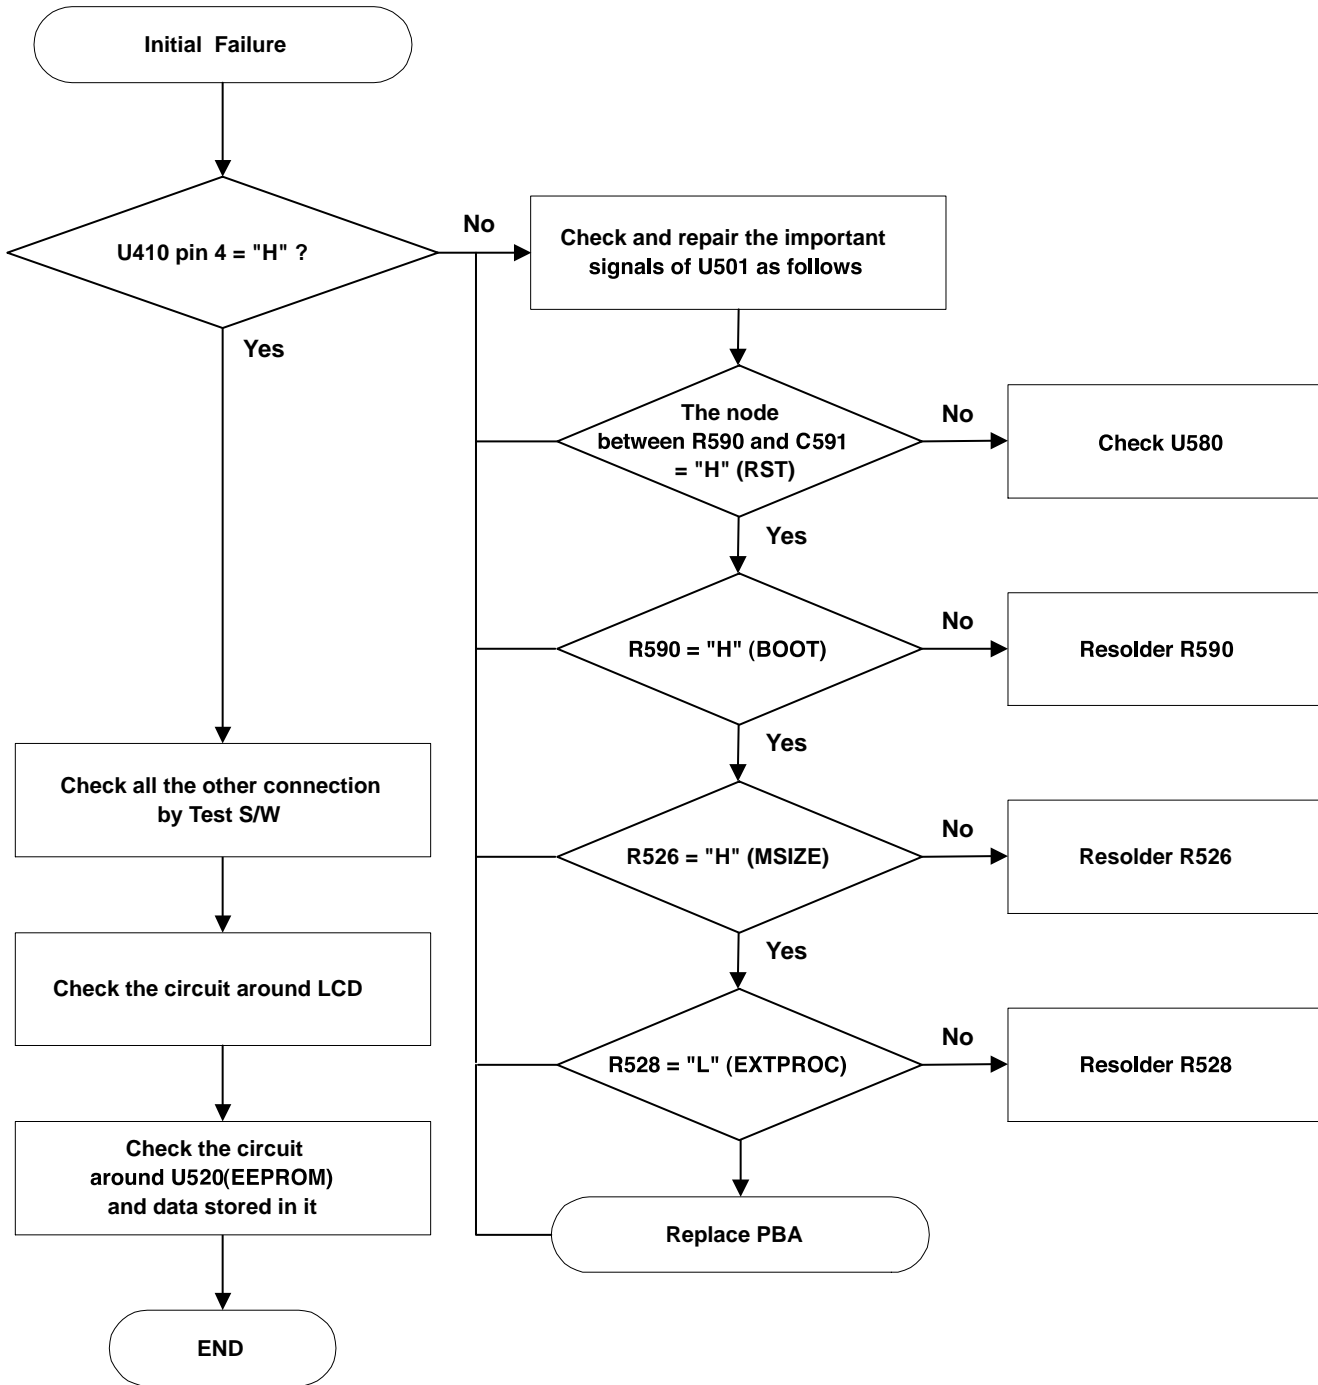 Initial Failure
U410 pin 4 = "H" ?
No
Yes
Check and repair the important
signals of U501 as follows
The node
between R590 and C591
= "H" (RST)
No
Check U580
Yes
R590 = "H" (BOOT)
No
Resolder R590
Yes
R526 = "H" (MSIZE)
No
Resolder R526
Yes
R528 = "L" (EXTPROC)
No
Resolder R528
Replace PBA
Check all the other connection
by Test S/W
Check the circuit around LCD
Check the circuit
around U520(EEPROM)
and data stored in it
END